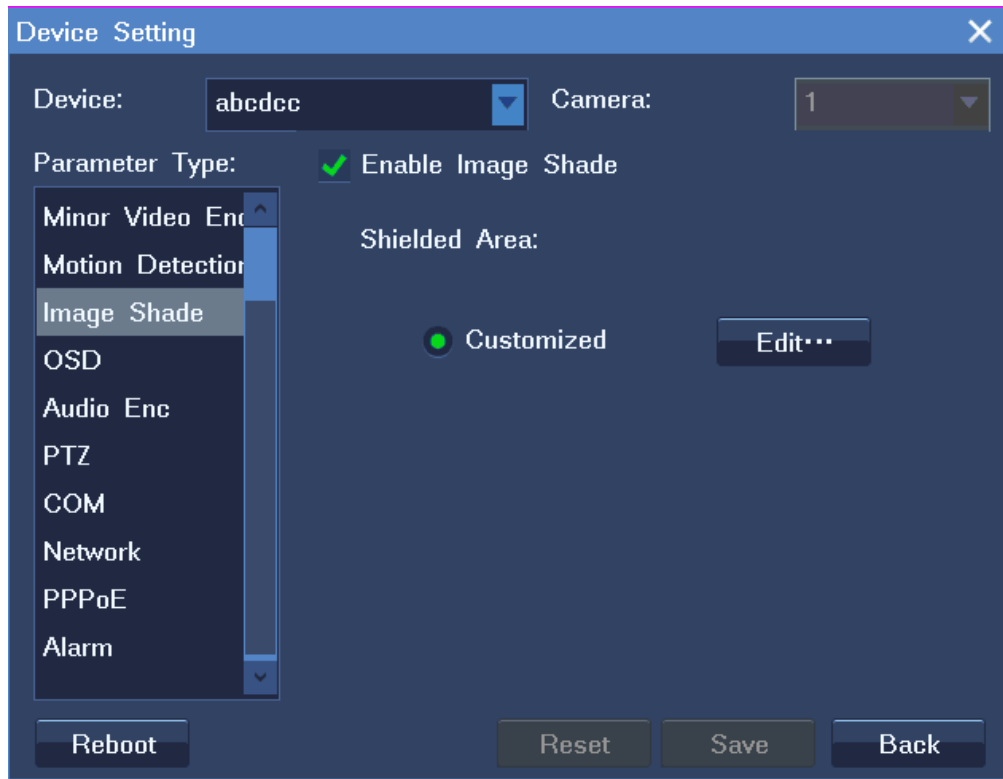 Device Setting
Device: abcdcc Camera: 1
Parameter Type:
Enable Image Shade
Minor Video Enc
Motion Detection
Image Shade
OSD
Audio Enc
PTZ
COM
Network
PPPoE
Alarm
Shielded Area:
Customized Edit···
Reboot Reset Save Back